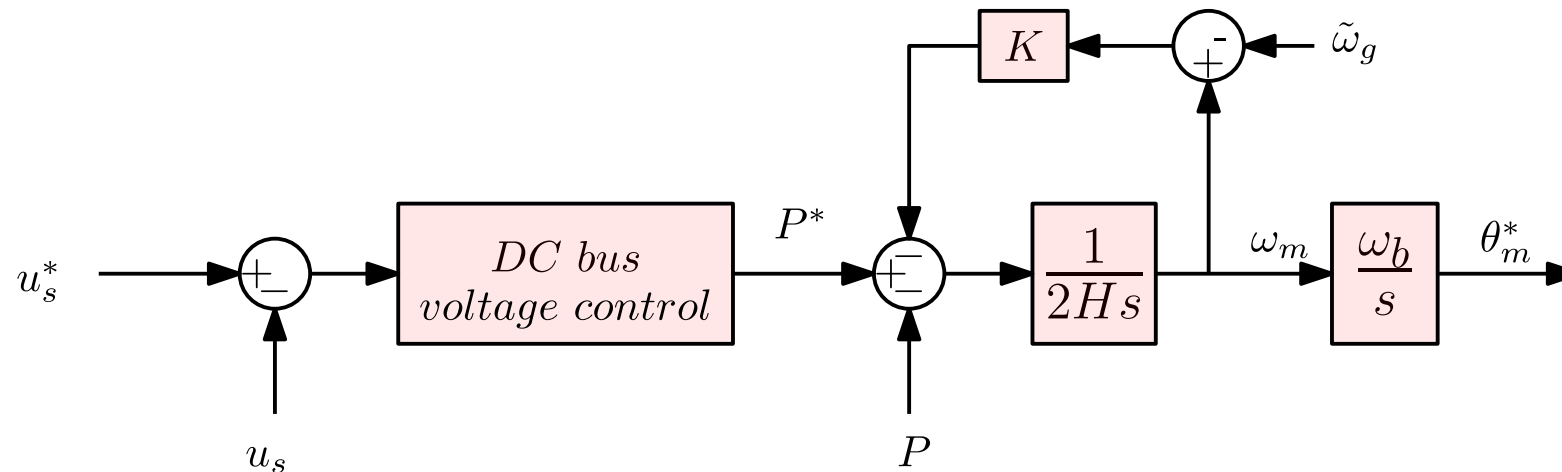 K
-
+
ω̃_g
u_s^*
+
−
DC bus
voltage control
P^*
+
−
−
1
2Hs
ω_m
ω_b
s
θ_m^*
u_s
P